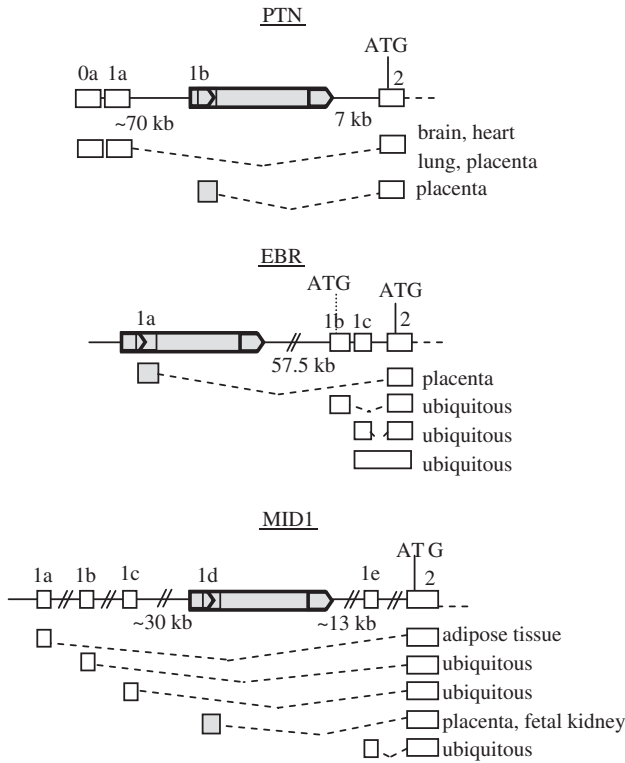 PTN
ATG
0a 1a 1b 2
~70 kb 7 kb
brain, heart
lung, placenta
placenta
EBR
ATG ATG
1a 1b 1c 2
57.5 kb
placenta
ubiquitous
ubiquitous
ubiquitous
MID1
AT G
1a 1b 1c 1d 1e 2
~30 kb ~13 kb
adipose tissue
ubiquitous
ubiquitous
placenta, fetal kidney
ubiquitous